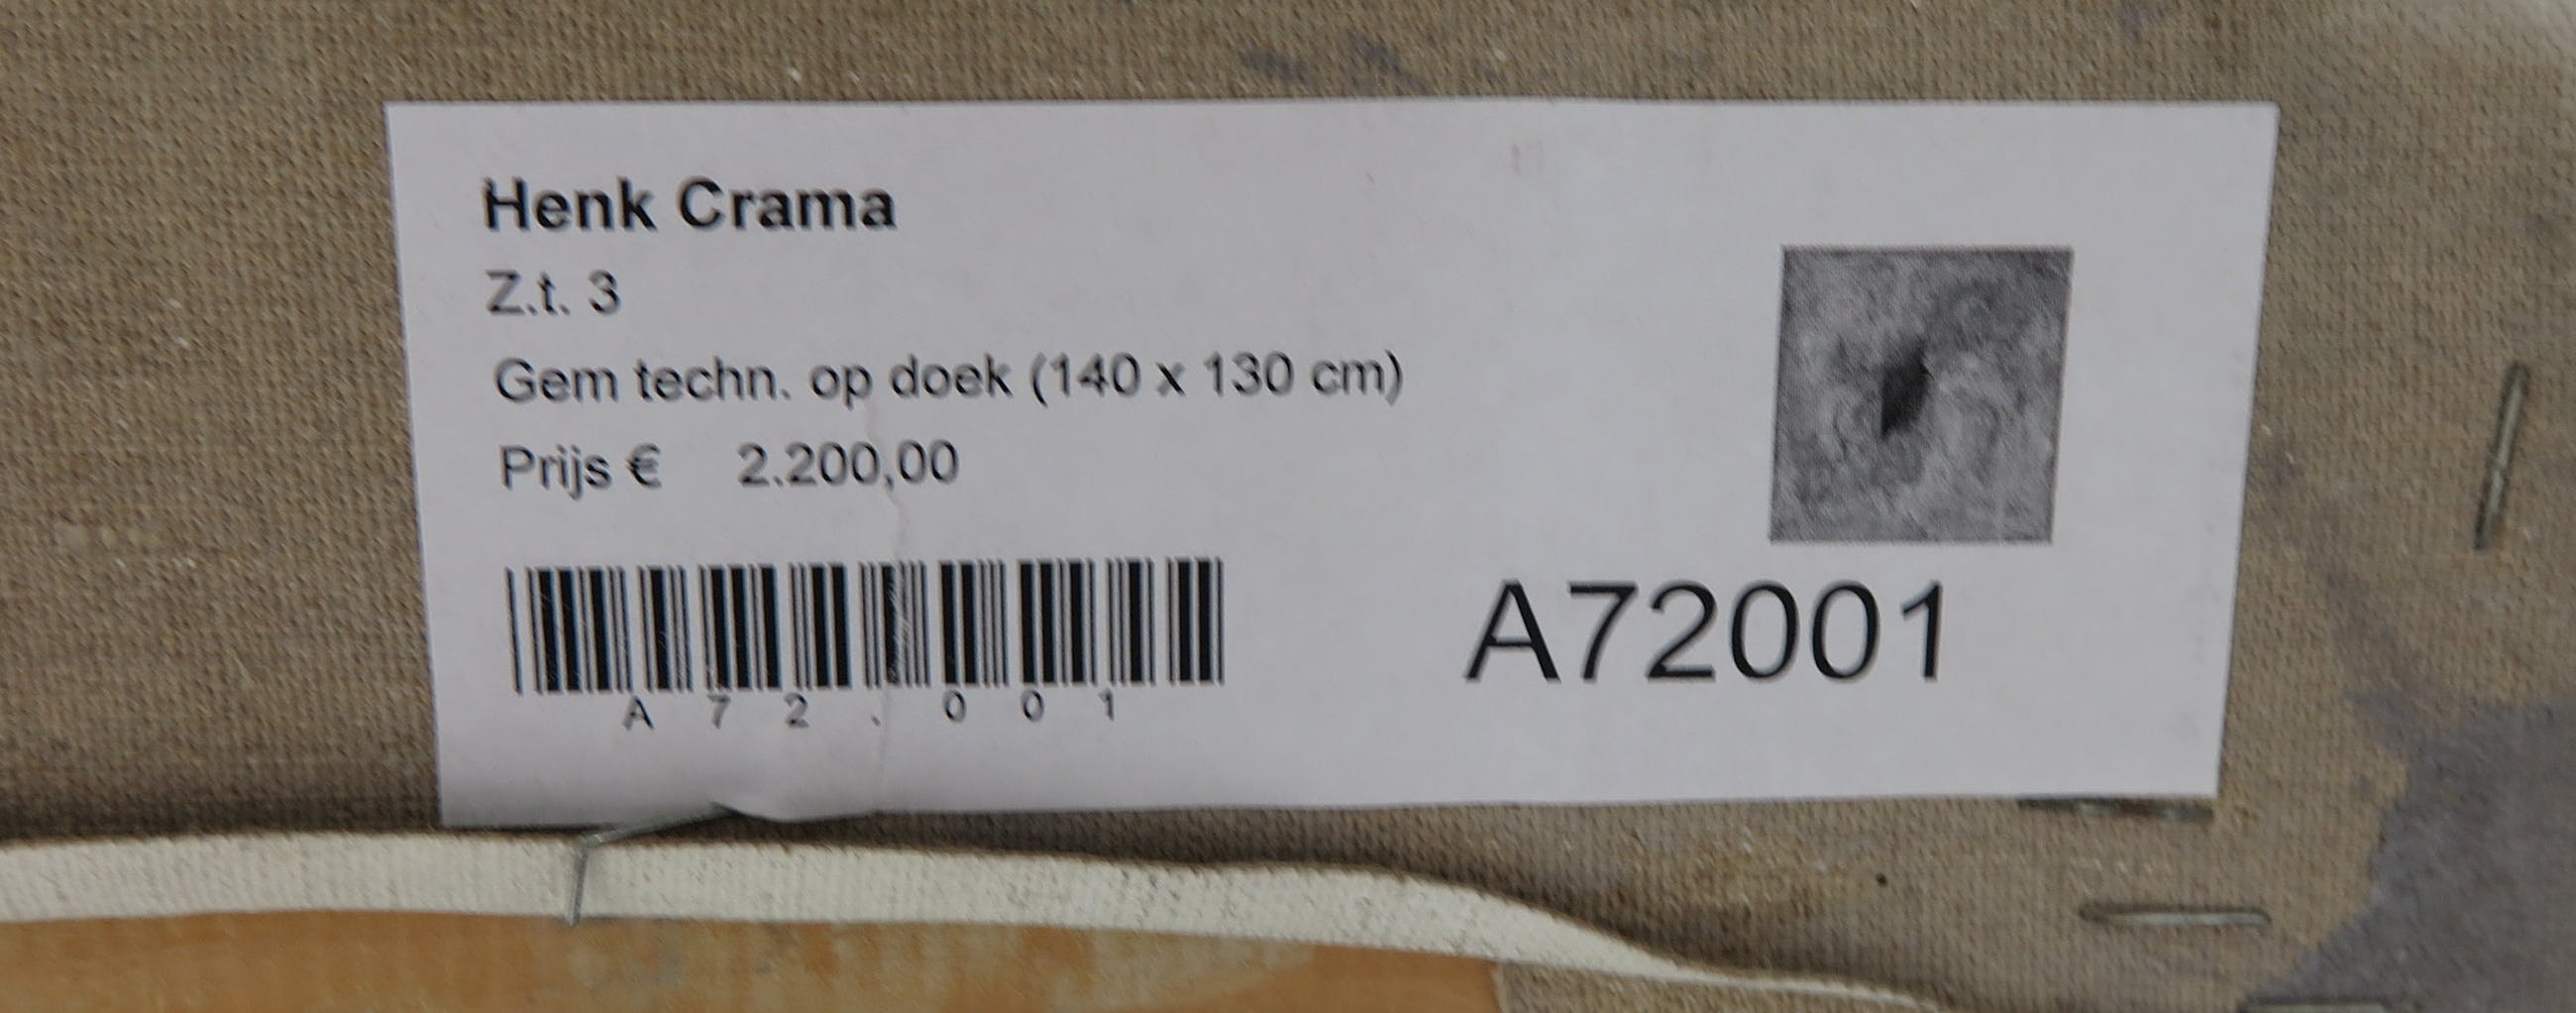 Henk Crama
Z.t. 3
Gem techn. op doek (140 x 130 cm)
Prijs € 2.200,00
A72.001
A72001